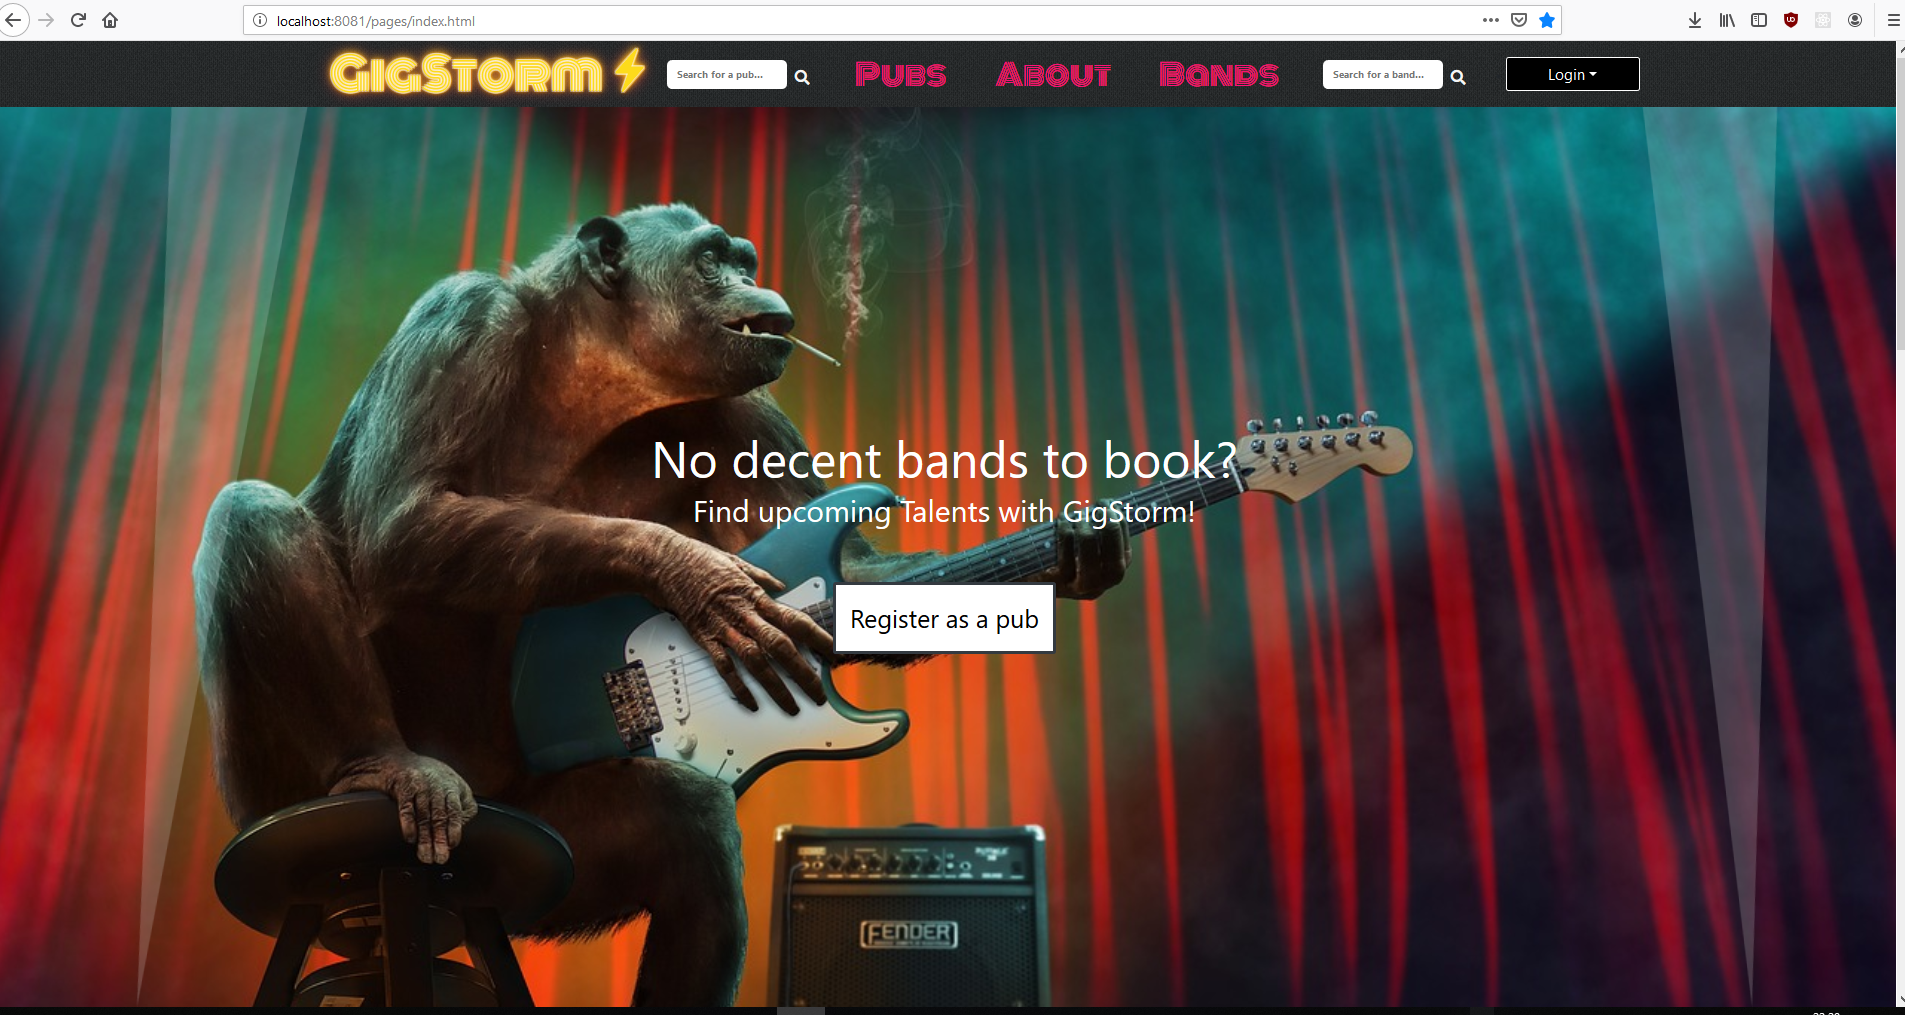 localhost:8081/pages/index.html
GigStorm
Search for a pub...
Pubs
About
Bands
Search for a band...
Login
No decent bands to book?
Find upcoming Talents with GigStorm!
Register as a pub
FENDER